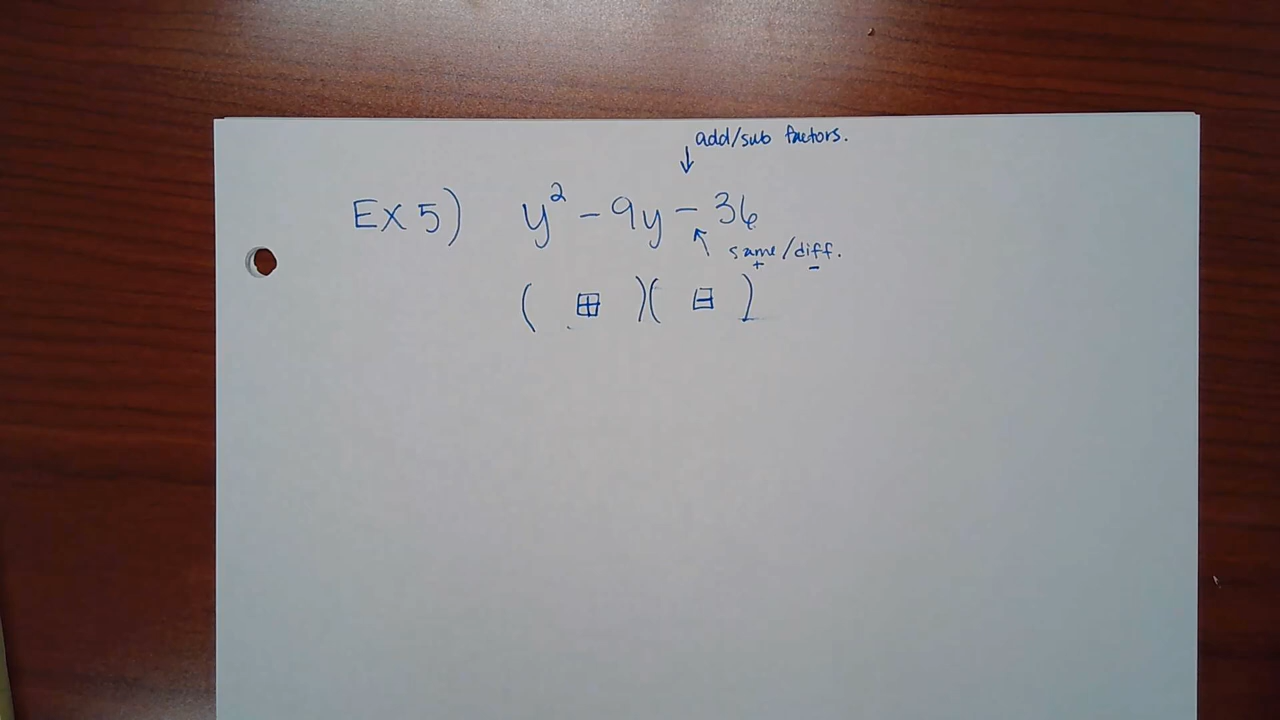 add/sub factors.
↓
EX 5) y² - 9y - 36
↖ same/diff.
+ -
( + )( - )